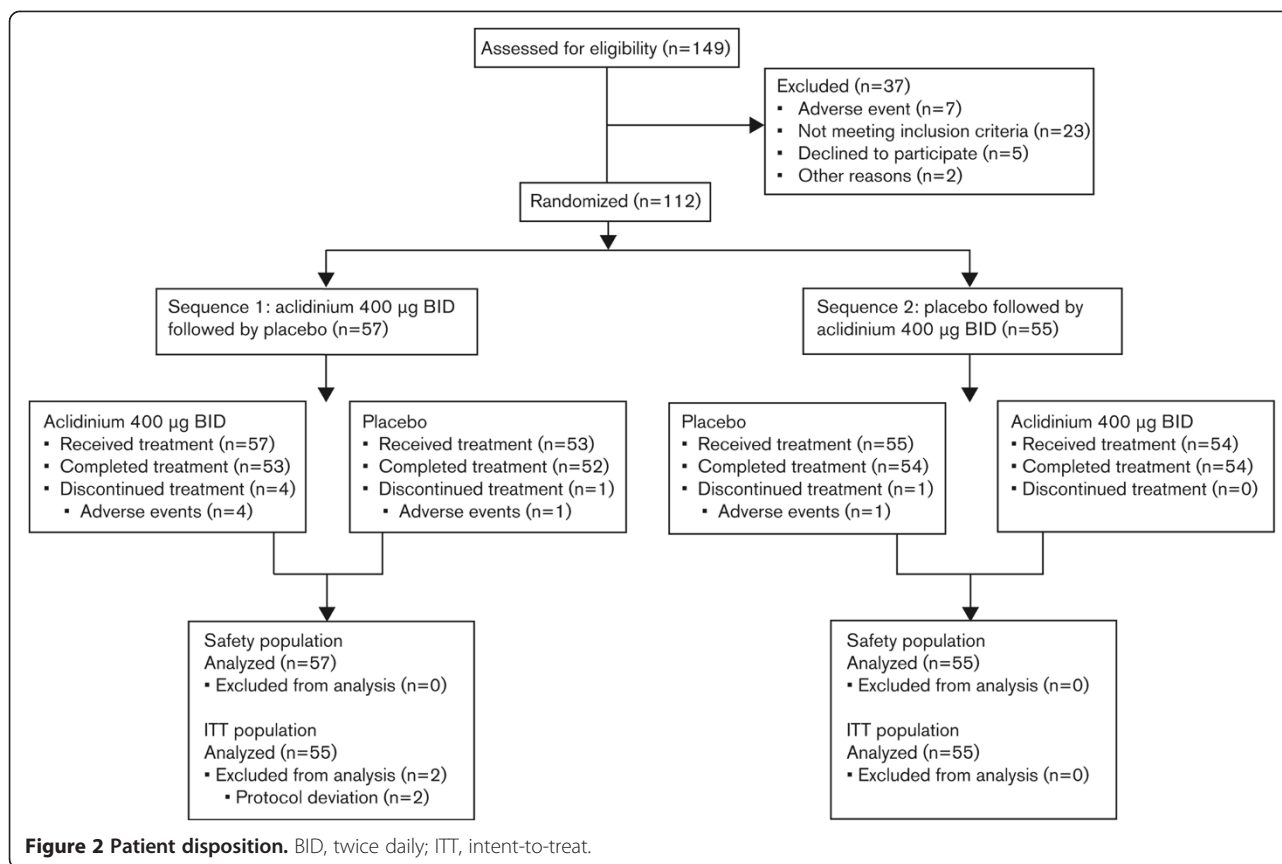 Assessed for eligibility (n=149)
Excluded (n=37)
▪ Adverse event (n=7)
▪ Not meeting inclusion criteria (n=23)
▪ Declined to participate (n=5)
▪ Other reasons (n=2)
Randomized (n=112)
Sequence 1: aclidinium 400 µg BID
followed by placebo (n=57)
Sequence 2: placebo followed by
aclidinium 400 µg BID (n=55)
Aclidinium 400 µg BID
▪ Received treatment (n=57)
▪ Completed treatment (n=53)
▪ Discontinued treatment (n=4)
▪ Adverse events (n=4)
Placebo
▪ Received treatment (n=53)
▪ Completed treatment (n=52)
▪ Discontinued treatment (n=1)
▪ Adverse events (n=1)
Placebo
▪ Received treatment (n=55)
▪ Completed treatment (n=54)
▪ Discontinued treatment (n=1)
▪ Adverse events (n=1)
Aclidinium 400 µg BID
▪ Received treatment (n=54)
▪ Completed treatment (n=54)
▪ Discontinued treatment (n=0)
Safety population
Analyzed (n=57)
▪ Excluded from analysis (n=0)
ITT population
Analyzed (n=55)
▪ Excluded from analysis (n=2)
▪ Protocol deviation (n=2)
Safety population
Analyzed (n=55)
▪ Excluded from analysis (n=0)
ITT population
Analyzed (n=55)
▪ Excluded from analysis (n=0)
Figure 2 Patient disposition. BID, twice daily; ITT, intent-to-treat.